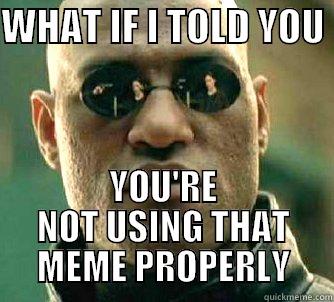 WHAT IF I TOLD YOU
YOU'RE
NOT USING THAT
MEME PROPERLY
quickmeme.com